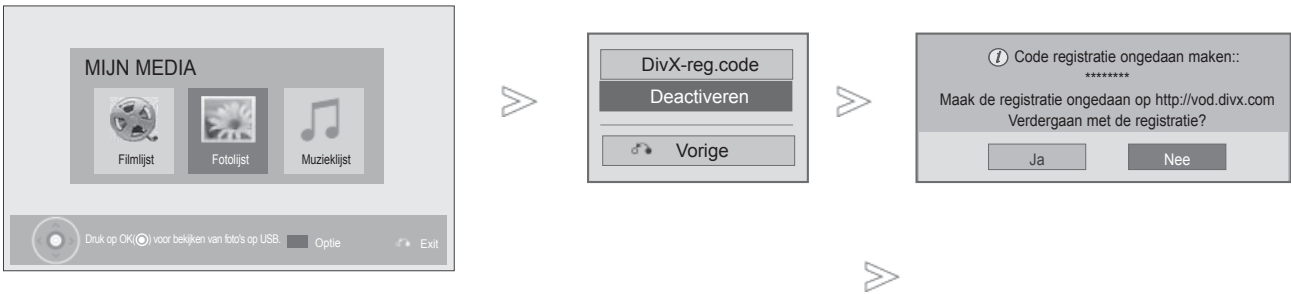 MIJN MEDIA
Filmlijst
Fotolijst
Muzieklijst
Druk op OK(◉) voor bekijken van foto's op USB.
Optie
Exit
DivX-reg.code
Deactiveren
Vorige
Code registratie ongedaan maken::
********
Maak de registratie ongedaan op http://vod.divx.com
Verdergaan met de registratie?
Ja
Nee